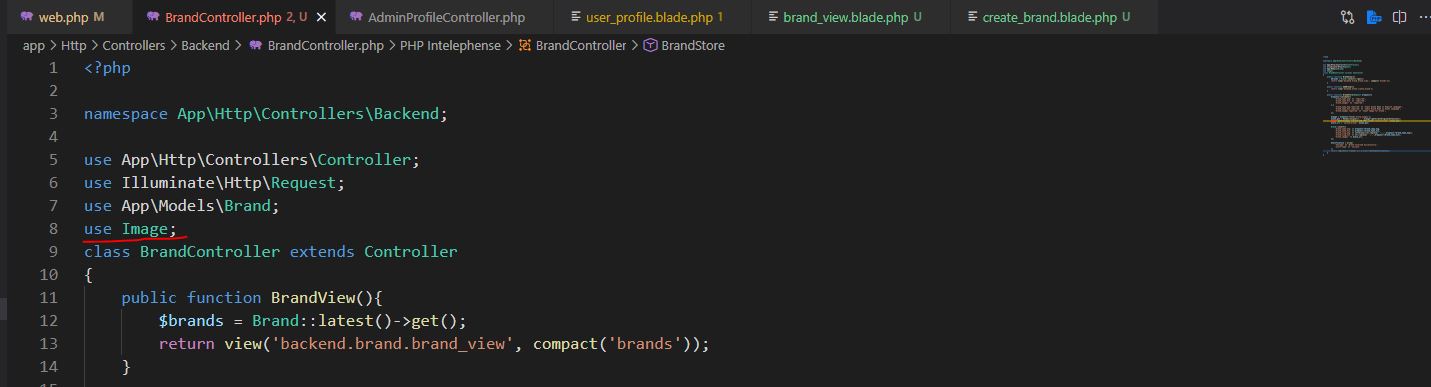 web.php M BrandController.php 2, U AdminProfileController.php user_profile.blade.php 1 brand_view.blade.php U create_brand.blade.php U
app > Http > Controllers > Backend > BrandController.php > PHP Intelephense > BrandController > BrandStore
1 <?php
2
3 namespace App\Http\Controllers\Backend;
4
5 use App\Http\Controllers\Controller;
6 use Illuminate\Http\Request;
7 use App\Models\Brand;
8 use Image;
9 class BrandController extends Controller
10 {
11 public function BrandView(){
12 $brands = Brand::latest()->get();
13 return view('backend.brand.brand_view', compact('brands'));
14 }